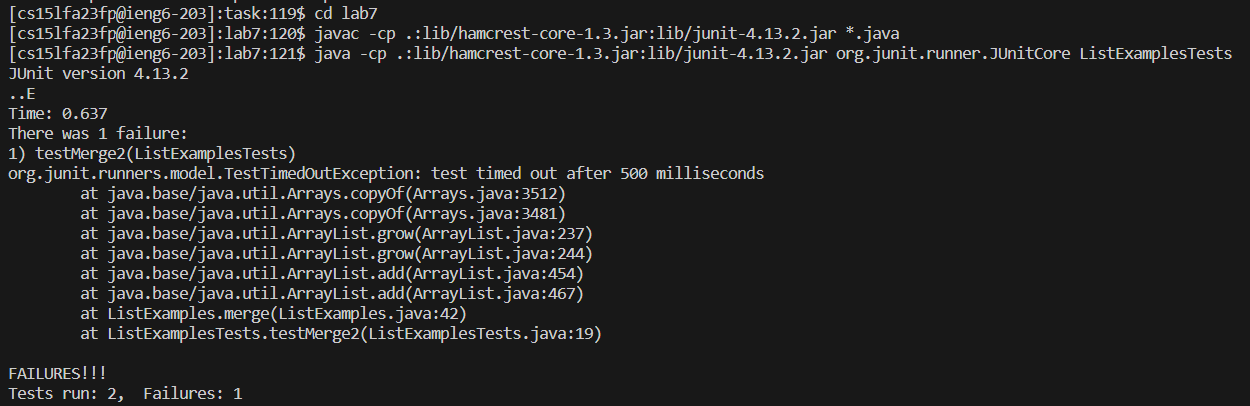 [cs15lfa23fp@ieng6-203]:task:119$ cd lab7
[cs15lfa23fp@ieng6-203]:lab7:120$ javac -cp .:lib/hamcrest-core-1.3.jar:lib/junit-4.13.2.jar *.java
[cs15lfa23fp@ieng6-203]:lab7:121$ java -cp .:lib/hamcrest-core-1.3.jar:lib/junit-4.13.2.jar org.junit.runner.JUnitCore ListExamplesTests
JUnit version 4.13.2
..E
Time: 0.637
There was 1 failure:
1) testMerge2(ListExamplesTests)
org.junit.runners.model.TestTimedOutException: test timed out after 500 milliseconds
        at java.base/java.util.Arrays.copyOf(Arrays.java:3512)
        at java.base/java.util.Arrays.copyOf(Arrays.java:3481)
        at java.base/java.util.ArrayList.grow(ArrayList.java:237)
        at java.base/java.util.ArrayList.grow(ArrayList.java:244)
        at java.base/java.util.ArrayList.add(ArrayList.java:454)
        at java.base/java.util.ArrayList.add(ArrayList.java:467)
        at ListExamples.merge(ListExamples.java:42)
        at ListExamplesTests.testMerge2(ListExamplesTests.java:19)
FAILURES!!!
Tests run: 2,  Failures: 1